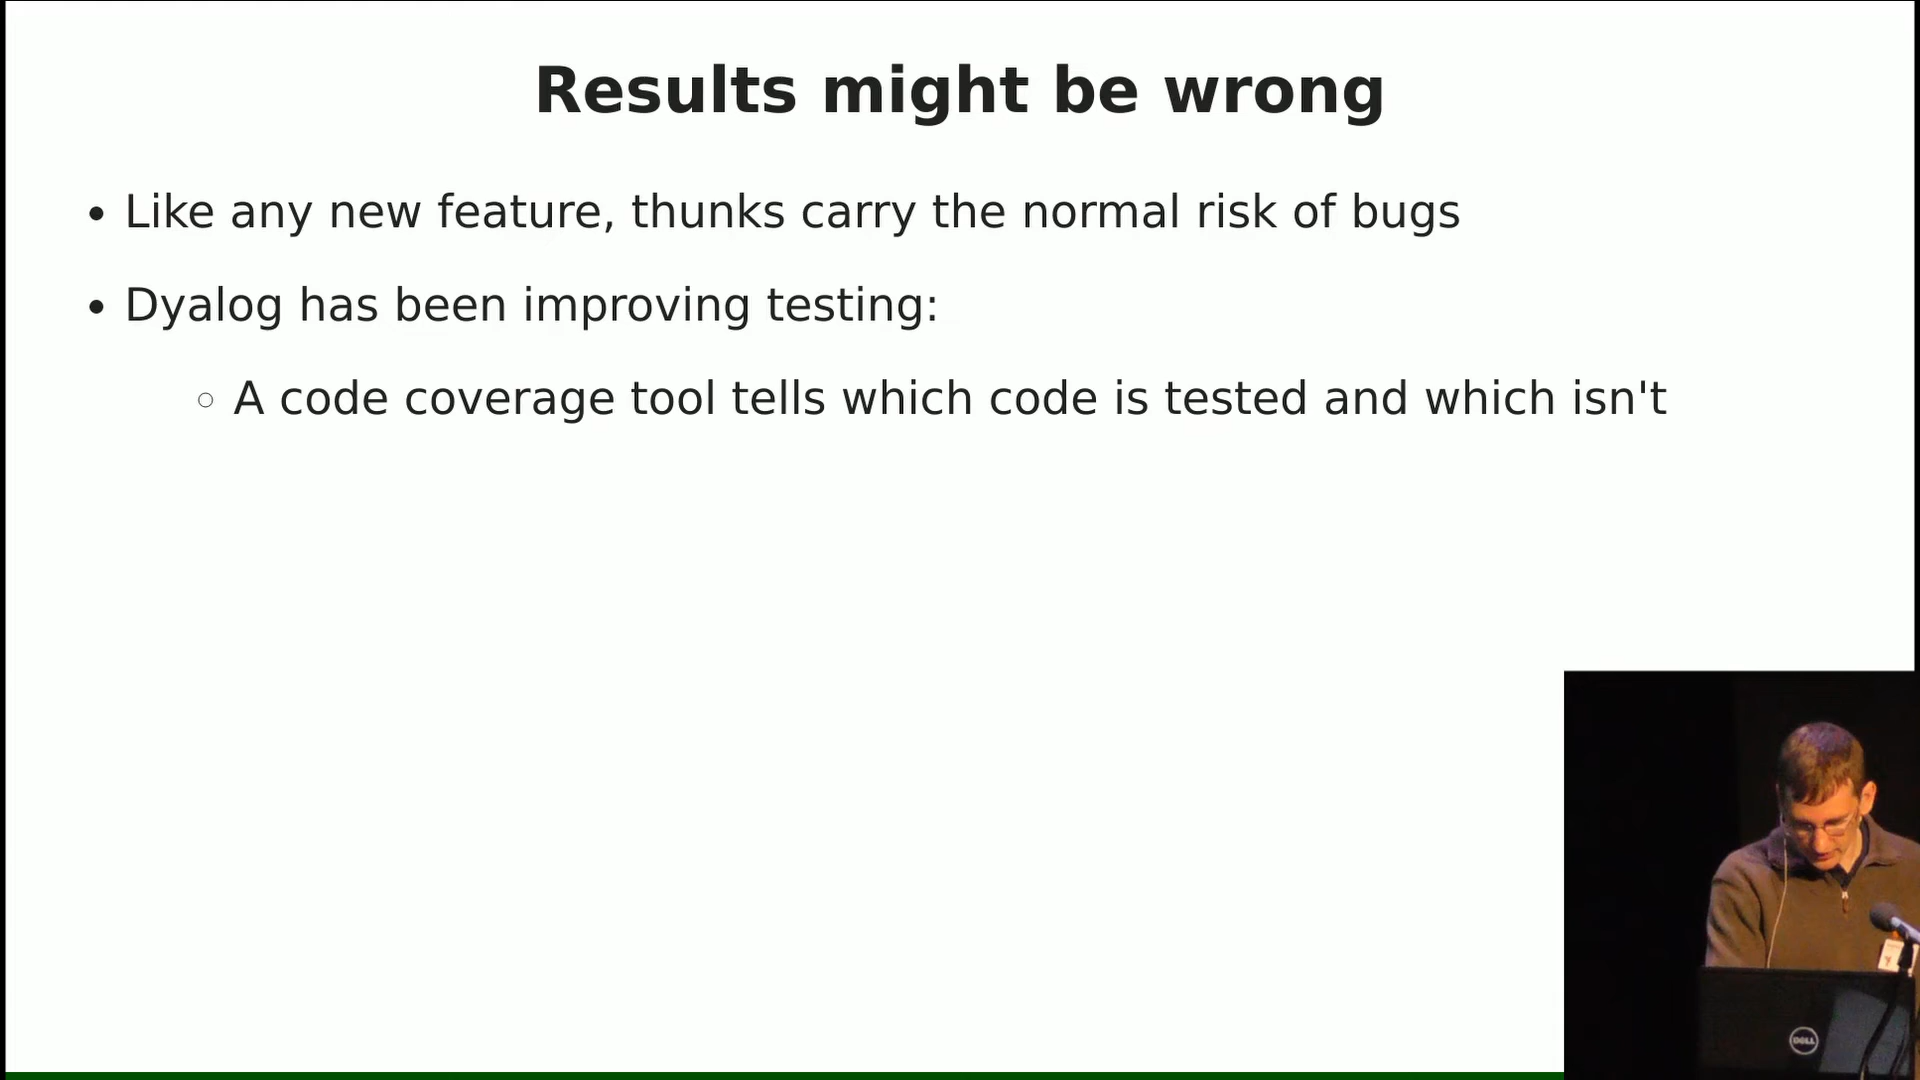 Results might be wrong
• Like any new feature, thunks carry the normal risk of bugs
• Dyalog has been improving testing:
○ A code coverage tool tells which code is tested and which isn't
DELL